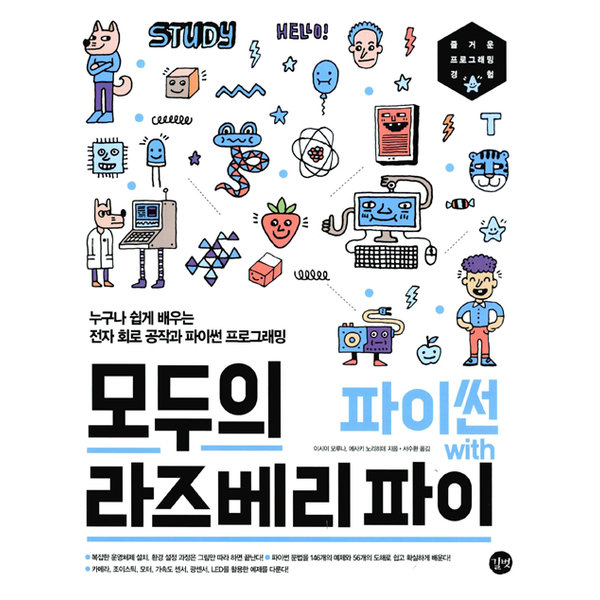 STUDY
HELLO!
즐거운
프로그래밍
경험
T
누구나 쉽게 배우는
전자 회로 공작과 파이썬 프로그래밍
모두의 파이썬
with
라즈베리 파이
이시이 모루나, 에사키 노리히데 지음 • 서수환 옮김
• 복잡한 운영체제 설치, 환경 설정 과정은 그림만 따라 하면 끝난다! • 파이썬 문법을 146개의 예제와 56개의 도해로 쉽고 확실하게 배운다!
• 카메라, 조이스틱, 모터, 가속도 센서, 광센서, LED를 활용한 예제를 다룬다!
길벗